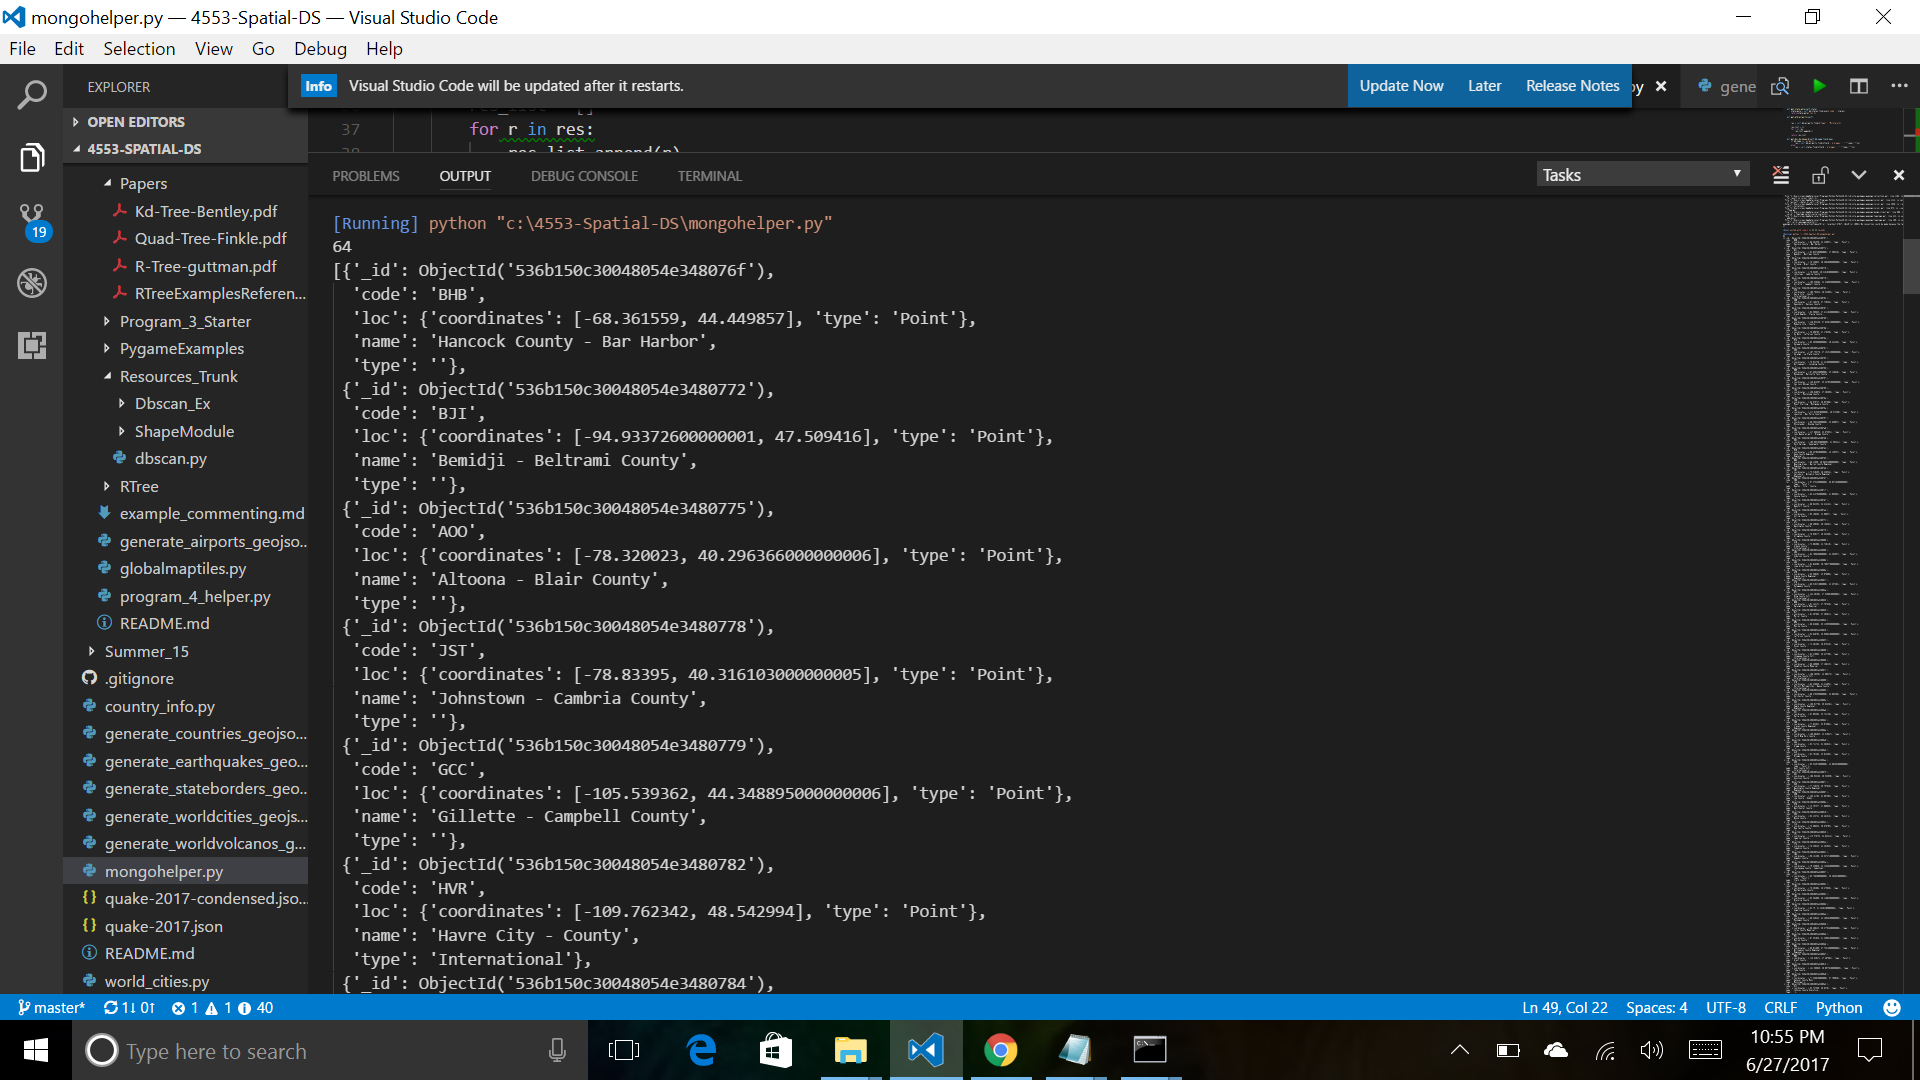 mongohelper.py — 4553-Spatial-DS — Visual Studio Code
File Edit Selection View Go Debug Help
EXPLORER
Info Visual Studio Code will be updated after it restarts.
Update Now Later Release Notes
py
gene
OPEN EDITORS
4553-SPATIAL-DS
Papers
Kd-Tree-Bentley.pdf
Quad-Tree-Finkle.pdf
R-Tree-guttman.pdf
RTreeExamplesReferen...
Program_3_Starter
PygameExamples
Resources_Trunk
Dbscan_Ex
ShapeModule
dbscan.py
RTree
example_commenting.md
generate_airports_geojso...
globalmaptiles.py
program_4_helper.py
README.md
Summer_15
.gitignore
country_info.py
generate_countries_geojso...
generate_earthquakes_geo...
generate_stateborders_geo...
generate_worldcities_geojs...
generate_worldvolcanos_g...
mongohelper.py
quake-2017-condensed.jso...
quake-2017.json
README.md
world_cities.py
19
37 for r in res:
PROBLEMS OUTPUT DEBUG CONSOLE TERMINAL
Tasks
[Running] python "c:\4553-Spatial-DS\mongohelper.py"
64
[{'_id': ObjectId('536b150c30048054e348076f'),
'code': 'BHB',
'loc': {'coordinates': [-68.361559, 44.449857], 'type': 'Point'},
'name': 'Hancock County - Bar Harbor',
'type': ''},
{'_id': ObjectId('536b150c30048054e3480772'),
'code': 'BJI',
'loc': {'coordinates': [-94.93372600000001, 47.509416], 'type': 'Point'},
'name': 'Bemidji - Beltrami County',
'type': ''},
{'_id': ObjectId('536b150c30048054e3480775'),
'code': 'AOO',
'loc': {'coordinates': [-78.320023, 40.296366000000006], 'type': 'Point'},
'name': 'Altoona - Blair County',
'type': ''},
{'_id': ObjectId('536b150c30048054e3480778'),
'code': 'JST',
'loc': {'coordinates': [-78.83395, 40.316103000000005], 'type': 'Point'},
'name': 'Johnstown - Cambria County',
'type': ''},
{'_id': ObjectId('536b150c30048054e3480779'),
'code': 'GCC',
'loc': {'coordinates': [-105.539362, 44.348895000000006], 'type': 'Point'},
'name': 'Gillette - Campbell County',
'type': ''},
{'_id': ObjectId('536b150c30048054e3480782'),
'code': 'HVR',
'loc': {'coordinates': [-109.762342, 48.542994], 'type': 'Point'},
'name': 'Havre City - County',
'type': 'International'},
{'_id': ObjectId('536b150c30048054e3480784'),
master* 1↓ 0↑ 1 1 40
Ln 49, Col 22 Spaces: 4 UTF-8 CRLF Python
Type here to search
10:55 PM
6/27/2017